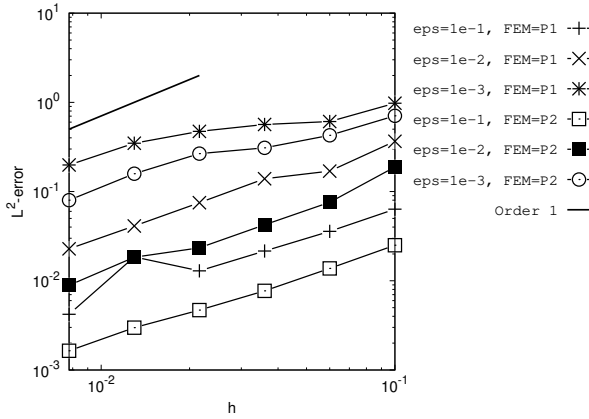 10^1
10^0
10^-1
10^-2
10^-3
L^2-error
10^-2
10^-1
h
eps=1e-1, FEM=P1
eps=1e-2, FEM=P1
eps=1e-3, FEM=P1
eps=1e-1, FEM=P2
eps=1e-2, FEM=P2
eps=1e-3, FEM=P2
Order 1